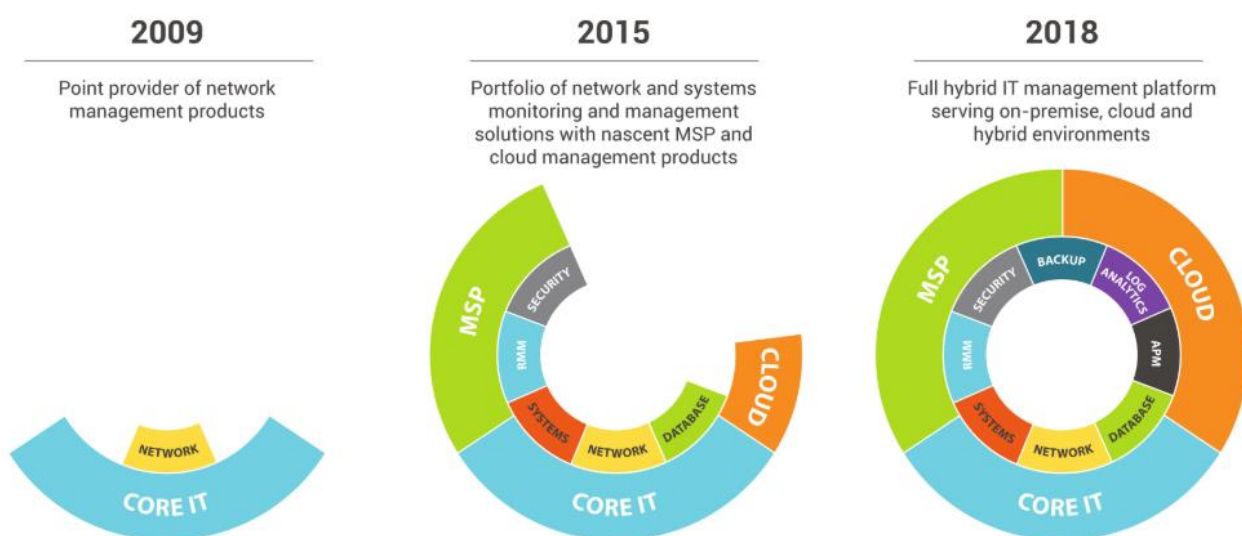 2009
Point provider of network
management products
NETWORK
CORE IT
2015
Portfolio of network and systems
monitoring and management
solutions with nascent MSP and
cloud management products
MSP
SECURITY
RMM
SYSTEMS
NETWORK
DATABASE
CLOUD
CORE IT
2018
Full hybrid IT management platform
serving on-premise, cloud and
hybrid environments
MSP
CLOUD
SECURITY
BACKUP
LOG
ANALYTICS
RMM
APM
SYSTEMS
NETWORK
DATABASE
CORE IT